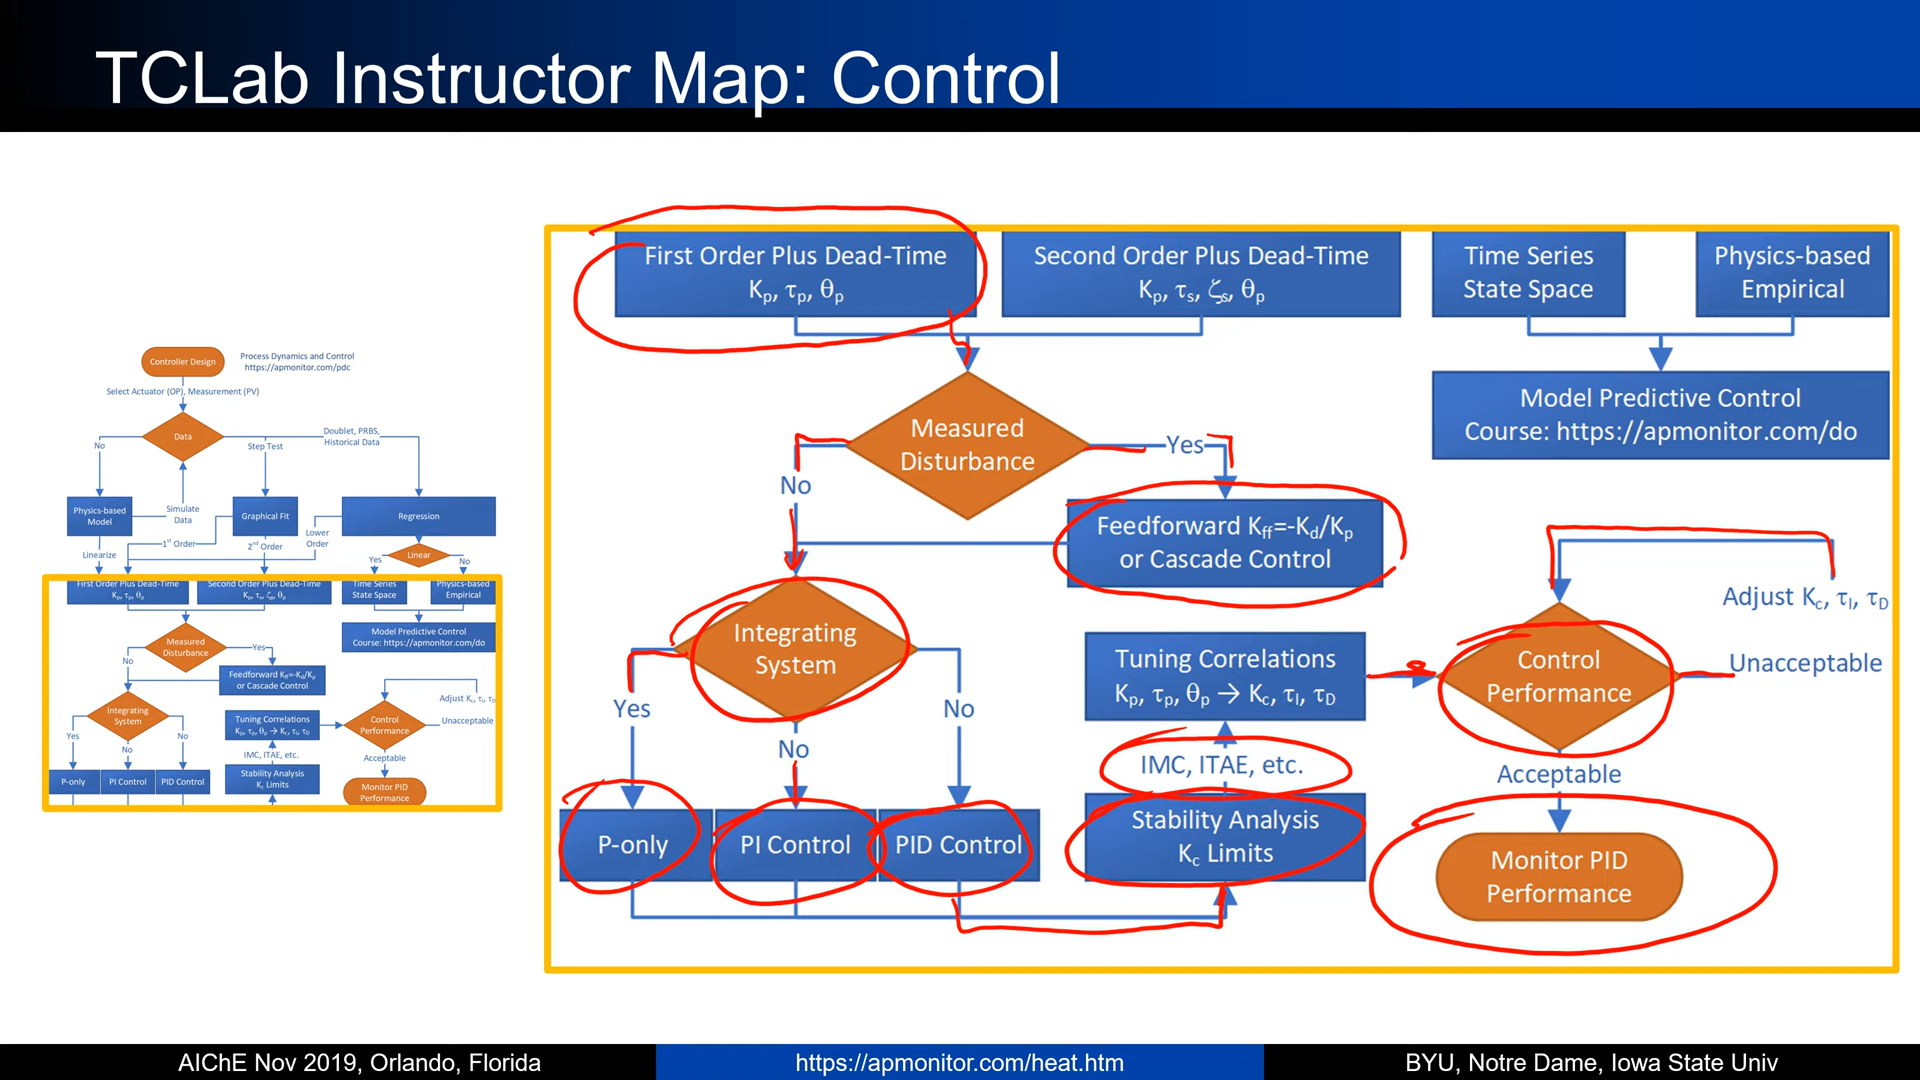 TCLab Instructor Map: Control
Controller Design
Process Dynamics and Control
https://apmonitor.com/pdc
Select Actuator (OP), Measurement (PV)
Data
No
Step Test
Doublet, PRBS,
Historical Data
Physics-based
Model
Simulate
Data
Graphical Fit
Regression
Linearize
1st Order
2nd Order
Lower
Order
Linear
Yes
No
First Order Plus Dead-Time
Kp, τp, θp
Second Order Plus Dead-Time
Kp, τs, ζs, θp
Time Series
State Space
Physics-based
Empirical
Measured
Disturbance
Yes
No
Model Predictive Control
Course: https://apmonitor.com/do
Feedforward Kff=-Kd/Kp
or Cascade Control
Integrating
System
Yes
No
No
P-only
PI Control
PID Control
Tuning Correlations
Kp, τp, θp → Kc, τI, τD
IMC, ITAE, etc.
Stability Analysis
Kc Limits
Control
Performance
Adjust Kc, τI, τD
Unacceptable
Acceptable
Monitor PID
Performance
First Order Plus Dead-Time
Kp, τp, θp
Second Order Plus Dead-Time
Kp, τs, ζs, θp
Time Series
State Space
Physics-based
Empirical
Model Predictive Control
Course: https://apmonitor.com/do
Measured
Disturbance
Yes
No
Feedforward Kff=-Kd/Kp
or Cascade Control
Integrating
System
Yes
No
No
P-only
PI Control
PID Control
Tuning Correlations
Kp, τp, θp → Kc, τI, τD
IMC, ITAE, etc.
Stability Analysis
Kc Limits
Control
Performance
Adjust Kc, τI, τD
Unacceptable
Acceptable
Monitor PID
Performance
AIChE Nov 2019, Orlando, Florida
https://apmonitor.com/heat.htm
BYU, Notre Dame, Iowa State Univ